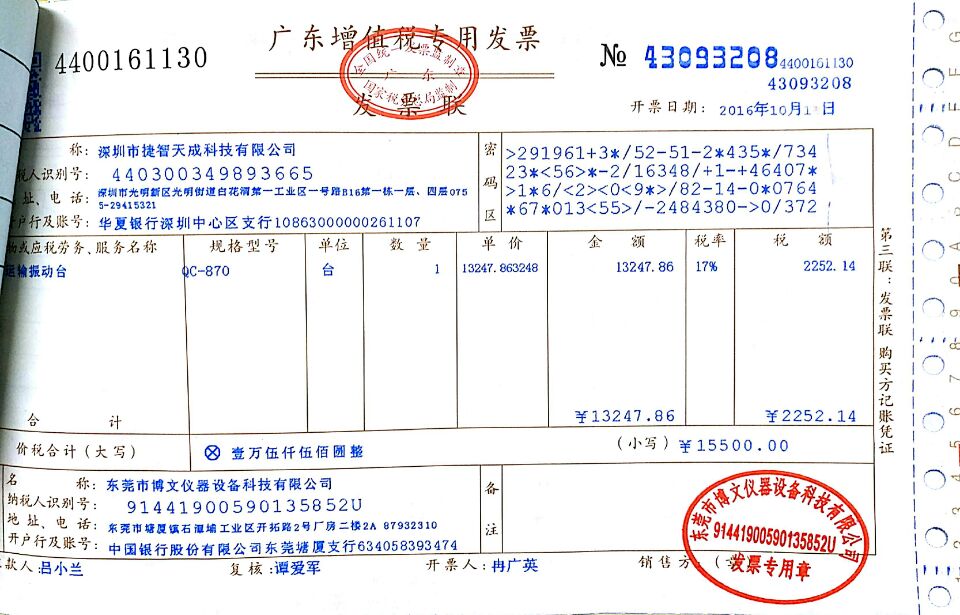 4400161130
广东增值税专用发票
发票联
全国统一发票监制章
广东
国家税务总局监制
№ 43093208
4400161130
43093208
开票日期: 2016年10月1日
称: 深圳市捷智天成科技有限公司
人识别号: 440300349893665
址、电话: 深圳市光明新区光明街道白花洞第一工业区一号路B16第一栋一层、四层075
5-29415321
户行及账号: 华夏银行深圳中心区支行10863000000261107
密码区
>291961+3*/52-51-2*435*/734
23*<56>*-2/16348/+1-+46407*
>1*6/<2><0<9*>/82-14-0*0764
*67*013<55>/-2484380->0/372
物或应税劳务、服务名称 规格型号 单位 数量 单价 金额 税率 税额
运输振动台 QC-870 台 1 13247.863248 13247.86 17% 2252.14
合计 ￥13247.86 ￥2252.14
价税合计(大写) ⊗ 壹万伍仟伍佰圆整 (小写) ￥15500.00
名称: 东莞市博文仪器设备科技有限公司
纳税人识别号: 91441900590135852U
地址、电话: 东莞市塘厦镇石潭埔工业区开拓路2号厂房二楼2A 87932310
开户行及账号: 中国银行股份有限公司东莞塘厦支行634058393474
备注
款人: 吕小兰 复核: 谭爱军 开票人: 冉广英 销售方: (
东莞市博文仪器设备科技有限公司
91441900590135852U
发票专用章
第三联:发票联 购买方记账凭证